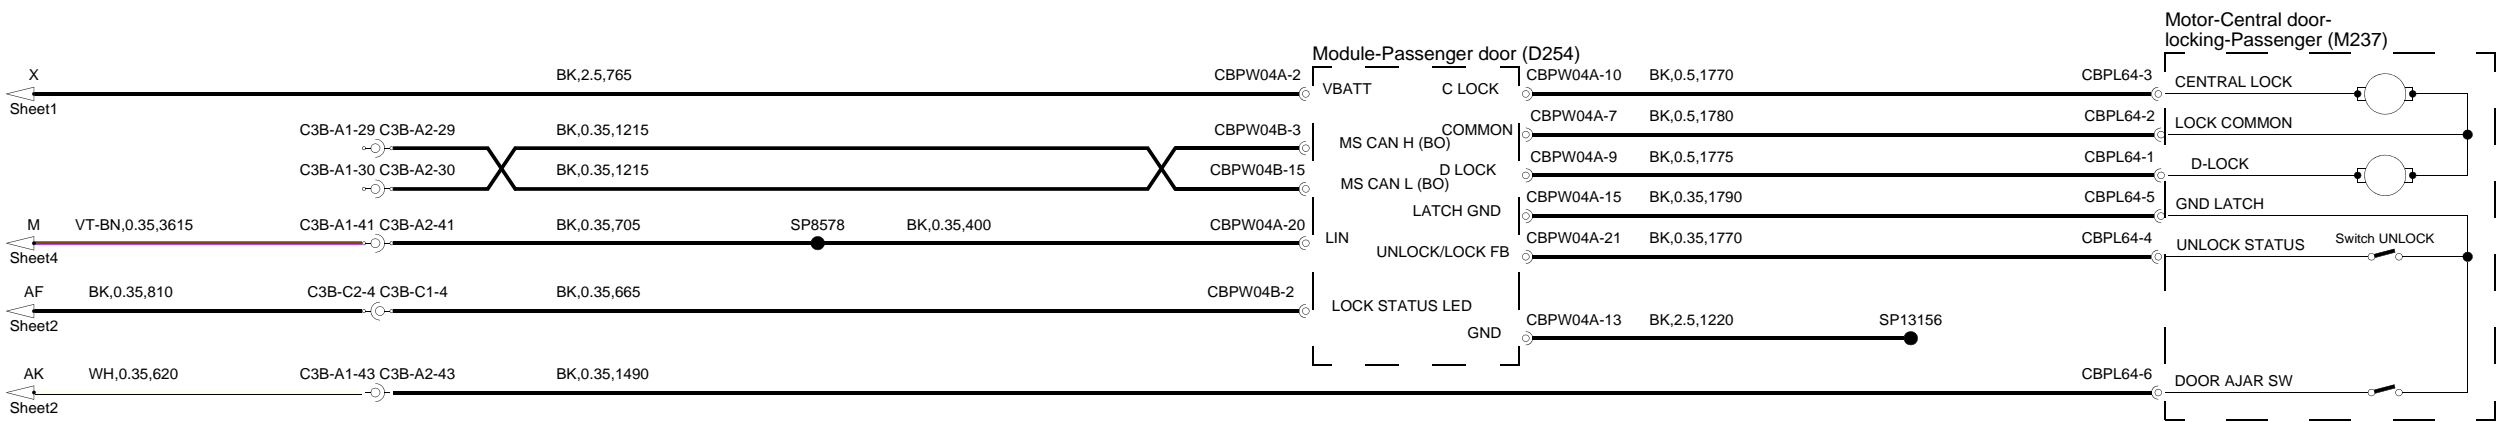 Motor-Central door-
locking-Passenger (M237)
Module-Passenger door (D254)
X
BK,2.5,765
CBPW04A-2
VBATT
C LOCK
CBPW04A-10
BK,0.5,1770
CBPL64-3
CENTRAL LOCK
Sheet1
C3B-A1-29 C3B-A2-29
BK,0.35,1215
CBPW04B-3
MS CAN H (BO)
COMMON
CBPW04A-7
BK,0.5,1780
CBPL64-2
LOCK COMMON
C3B-A1-30 C3B-A2-30
BK,0.35,1215
CBPW04B-15
MS CAN L (BO)
D LOCK
CBPW04A-9
BK,0.5,1775
CBPL64-1
D-LOCK
LATCH GND
CBPW04A-15
BK,0.35,1790
CBPL64-5
GND LATCH
M
VT-BN,0.35,3615
C3B-A1-41 C3B-A2-41
BK,0.35,705
SP8578
BK,0.35,400
CBPW04A-20
LIN
UNLOCK/LOCK FB
CBPW04A-21
BK,0.35,1770
CBPL64-4
UNLOCK STATUS
Switch UNLOCK
Sheet4
AF
BK,0.35,810
C3B-C2-4 C3B-C1-4
BK,0.35,665
CBPW04B-2
LOCK STATUS LED
Sheet2
GND
CBPW04A-13
BK,2.5,1220
SP13156
AK
WH,0.35,620
C3B-A1-43 C3B-A2-43
BK,0.35,1490
CBPL64-6
DOOR AJAR SW
Sheet2